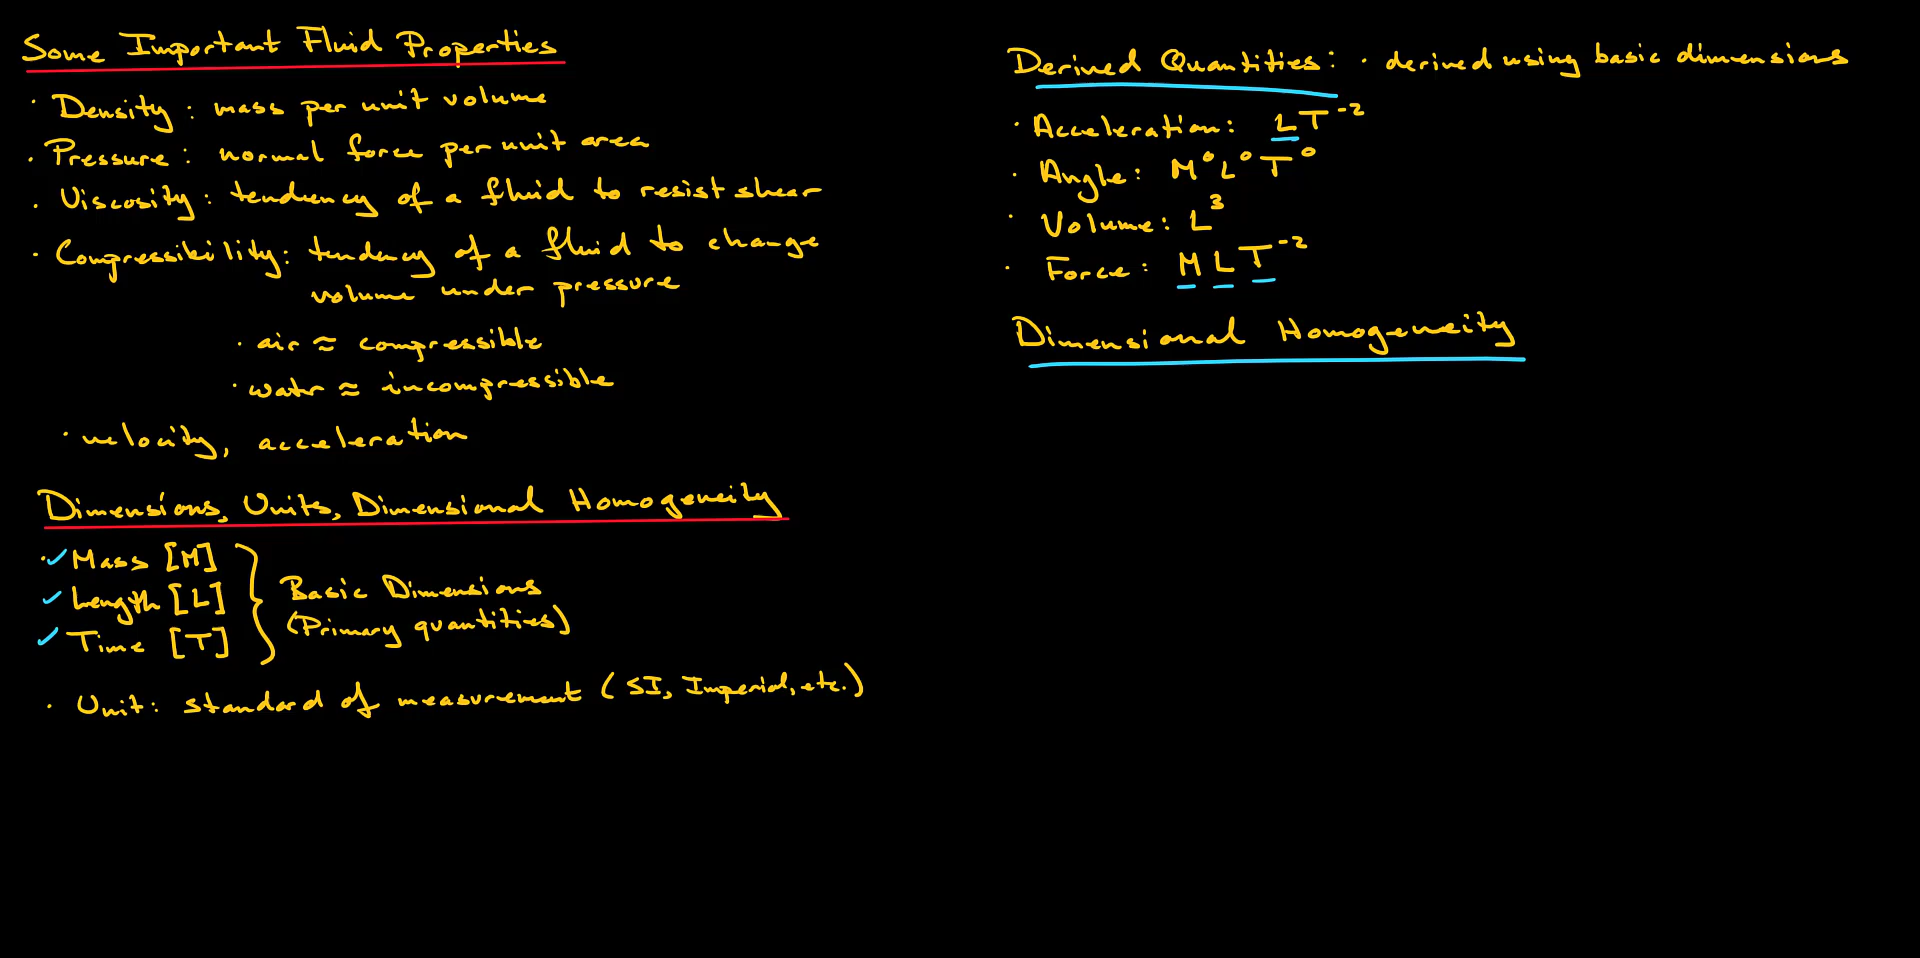 Some Important Fluid Properties
· Density: mass per unit volume
· Pressure: normal force per unit area
· Viscosity: tendency of a fluid to resist shear
· Compressibility: tendency of a fluid to change
volume under pressure
· air ≈ compressible
· water ≈ incompressible
· velocity, acceleration
Dimensions, Units, Dimensional Homogeneity
· ✓ Mass [M]
✓ Length [L]
✓ Time [T]
Basic Dimensions
(Primary quantities)
· Unit: standard of measurement (SI, Imperial, etc.)
Derived Quantities: · derived using basic dimensions
· Acceleration: LT⁻²
· Angle: M⁰L⁰T⁰
· Volume: L³
· Force: MLT⁻²
Dimensional Homogeneity